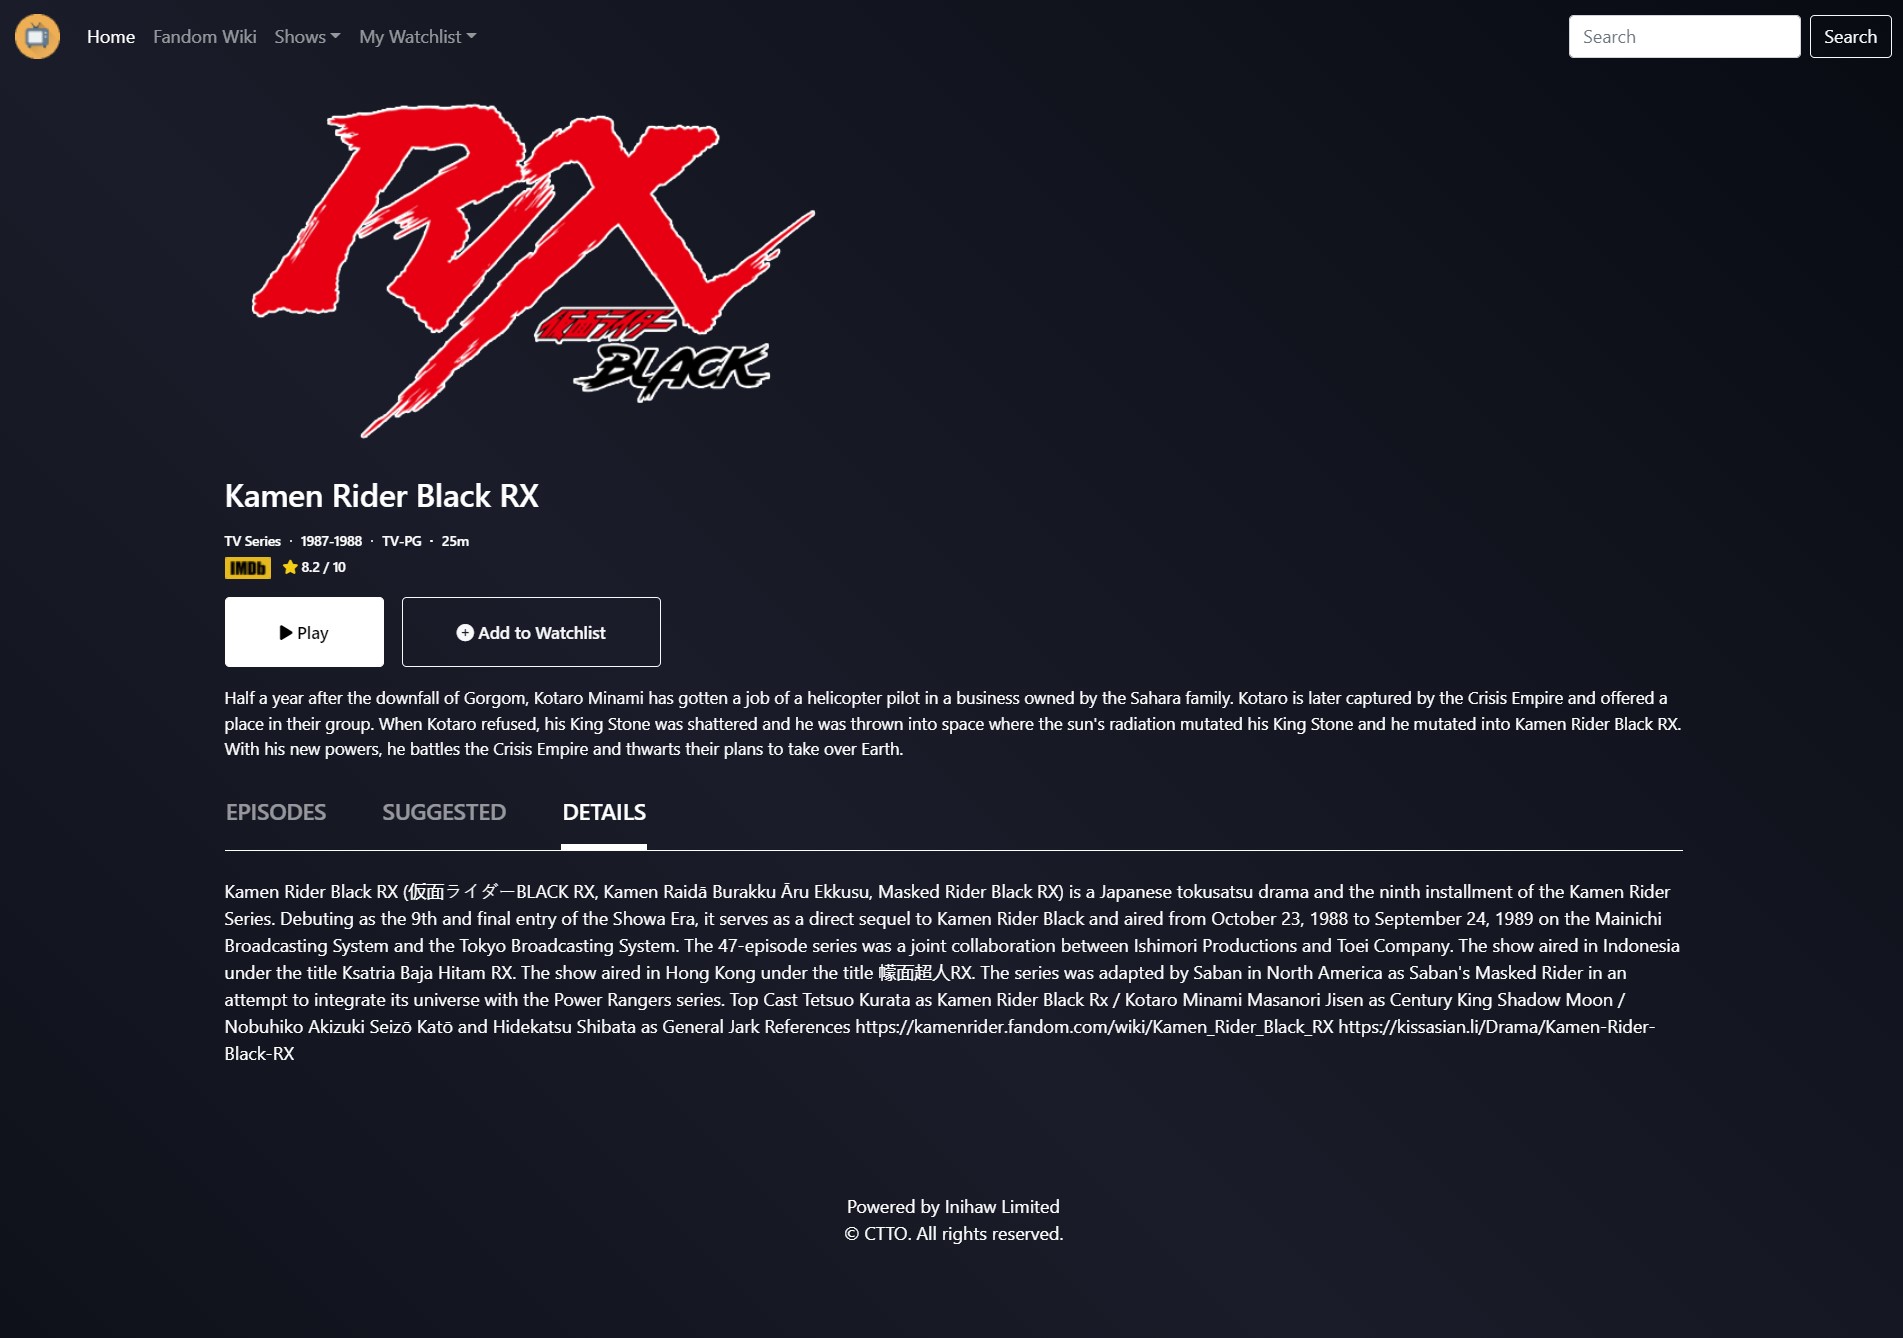 Home Fandom Wiki Shows My Watchlist Search Search
RX
仮面ライダー
BLACK
Kamen Rider Black RX
TV Series · 1987-1988 · TV-PG · 25m
IMDb 8.2 / 10
Play Add to Watchlist
Half a year after the downfall of Gorgom, Kotaro Minami has gotten a job of a helicopter pilot in a business owned by the Sahara family. Kotaro is later captured by the Crisis Empire and offered a
place in their group. When Kotaro refused, his King Stone was shattered and he was thrown into space where the sun's radiation mutated his King Stone and he mutated into Kamen Rider Black RX.
With his new powers, he battles the Crisis Empire and thwarts their plans to take over Earth.
EPISODES SUGGESTED DETAILS
Kamen Rider Black RX (仮面ライダーBLACK RX, Kamen Raidā Burakku Āru Ekkusu, Masked Rider Black RX) is a Japanese tokusatsu drama and the ninth installment of the Kamen Rider
Series. Debuting as the 9th and final entry of the Showa Era, it serves as a direct sequel to Kamen Rider Black and aired from October 23, 1988 to September 24, 1989 on the Mainichi
Broadcasting System and the Tokyo Broadcasting System. The 47-episode series was a joint collaboration between Ishimori Productions and Toei Company. The show aired in Indonesia
under the title Ksatria Baja Hitam RX. The show aired in Hong Kong under the title 幪面超人RX. The series was adapted by Saban in North America as Saban's Masked Rider in an
attempt to integrate its universe with the Power Rangers series. Top Cast Tetsuo Kurata as Kamen Rider Black Rx / Kotaro Minami Masanori Jisen as Century King Shadow Moon /
Nobuhiko Akizuki Seizō Katō and Hidekatsu Shibata as General Jark References https://kamenrider.fandom.com/wiki/Kamen_Rider_Black_RX https://kissasian.li/Drama/Kamen-Rider-
Black-RX
Powered by Inihaw Limited
© CTTO. All rights reserved.